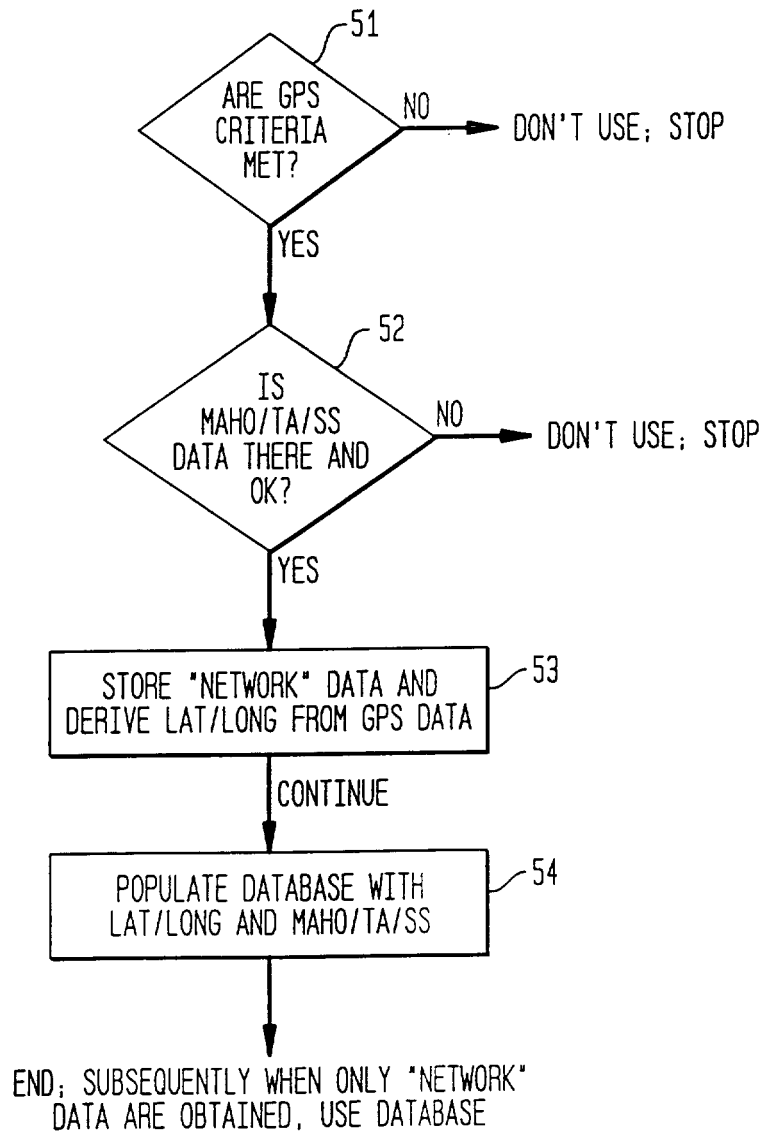 51
ARE GPS
CRITERIA
MET?
NO
DON'T USE; STOP
YES
52
IS
MAHO/TA/SS
DATA THERE AND
OK?
NO
DON'T USE; STOP
YES
53
STORE "NETWORK" DATA AND
DERIVE LAT/LONG FROM GPS DATA
CONTINUE
54
POPULATE DATABASE WITH
LAT/LONG AND MAHO/TA/SS
END; SUBSEQUENTLY WHEN ONLY "NETWORK"
DATA ARE OBTAINED, USE DATABASE